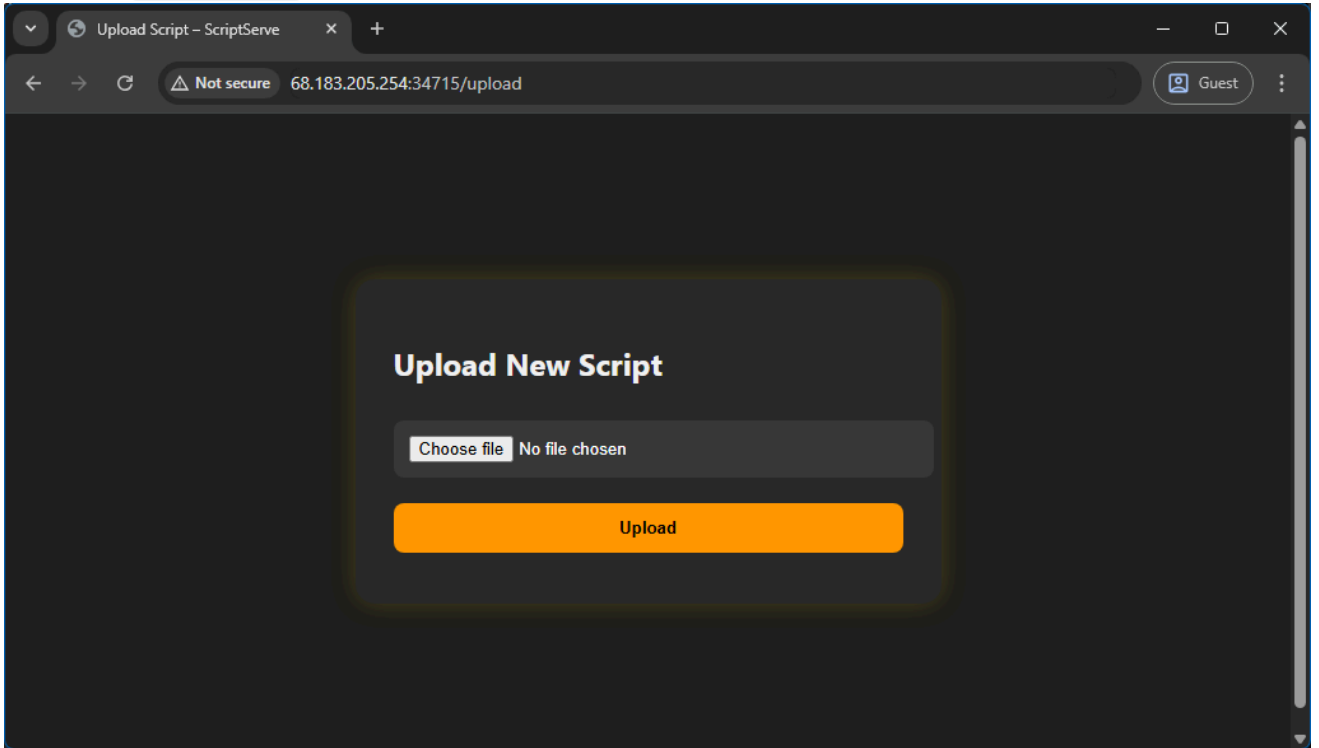 Upload Script – ScriptServe
Not secure 68.183.205.254:34715/upload Guest
Upload New Script
Choose file No file chosen
Upload